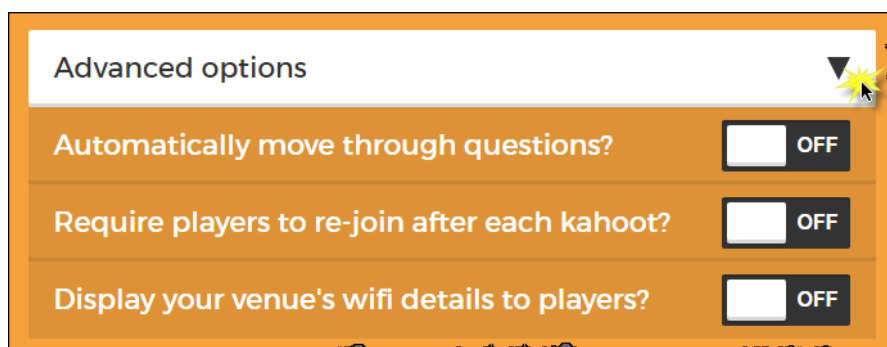 Advanced options
Automatically move through questions? OFF
Require players to re-join after each kahoot? OFF
Display your venue's wifi details to players? OFF